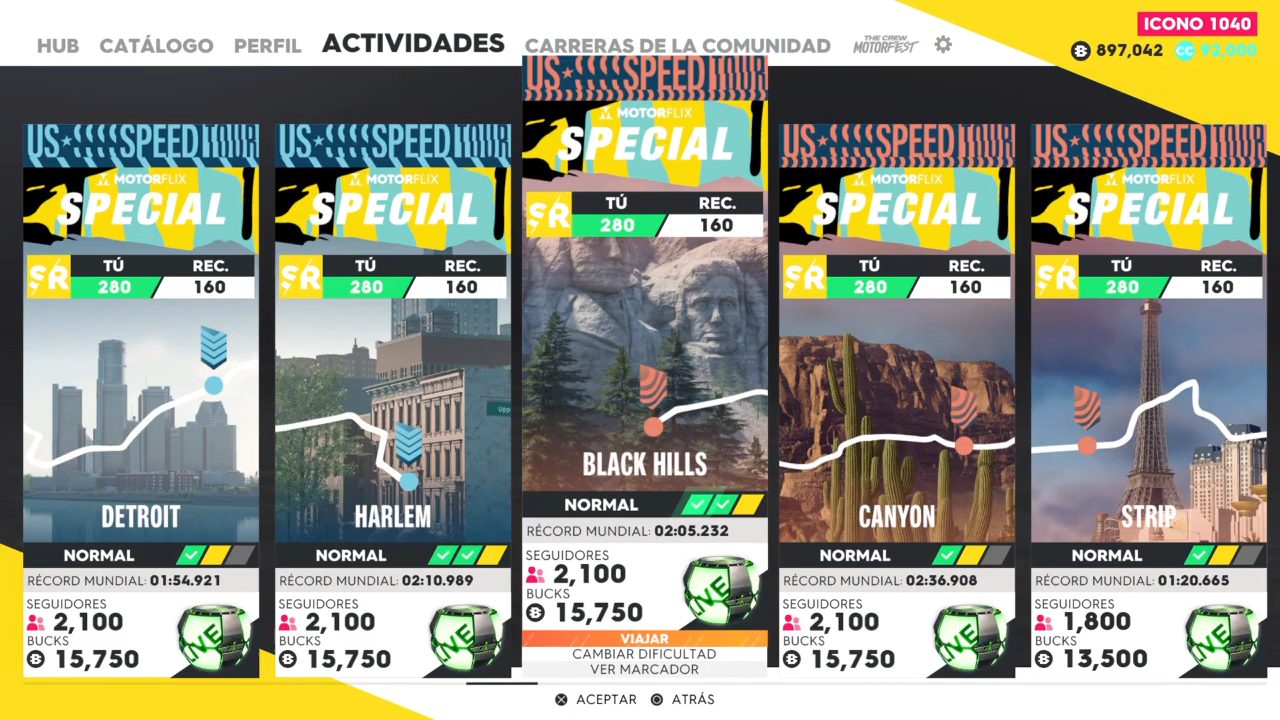 HUB CATÁLOGO PERFIL ACTIVIDADES CARRERAS DE LA COMUNIDAD THE CREW MOTORFEST
ICONO 1040
897,042 CC 92,000
US SPEED TOUR
MOTORFLIX
SPECIAL
SR TÚ REC.
280 160
DETROIT
NORMAL
RÉCORD MUNDIAL: 01:54.921
SEGUIDORES
2,100
BUCKS
15,750
US SPEED TOUR
MOTORFLIX
SPECIAL
SR TÚ REC.
280 160
Upp
HARLEM
NORMAL
RÉCORD MUNDIAL: 02:10.989
SEGUIDORES
2,100
BUCKS
15,750
US SPEED TOUR
MOTORFLIX
SPECIAL
SR TÚ REC.
280 160
BLACK HILLS
NORMAL
RÉCORD MUNDIAL: 02:05.232
SEGUIDORES
2,100
BUCKS
15,750
VIAJAR
CAMBIAR DIFICULTAD
VER MARCADOR
US SPEED TOUR
MOTORFLIX
SPECIAL
SR TÚ REC.
280 160
CANYON
NORMAL
RÉCORD MUNDIAL: 02:36.908
SEGUIDORES
2,100
BUCKS
15,750
US SPEED TOUR
MOTORFLIX
SPECIAL
SR TÚ REC.
280 160
STRIP
NORMAL
RÉCORD MUNDIAL: 01:20.665
SEGUIDORES
1,800
BUCKS
13,500
ACEPTAR ATRÁS